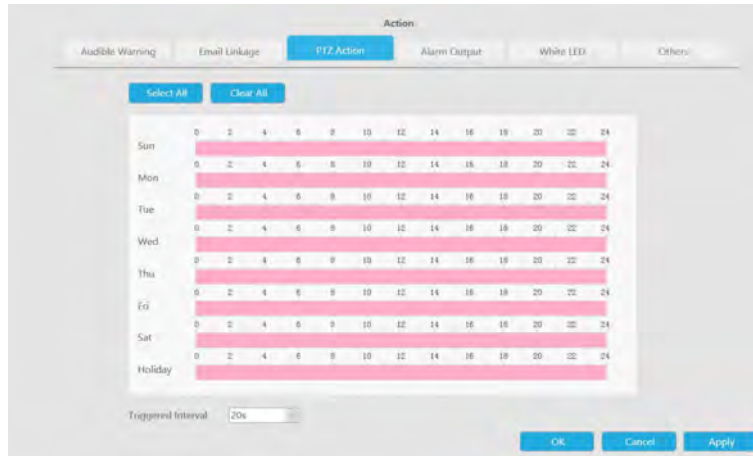 Action
Audible Warning Email Linkage PTZ Action Alarm Output White LED Others
Select All Clear All
0 2 4 6 8 10 12 14 16 18 20 22 24
Sun
0 2 4 6 8 10 12 14 16 18 20 22 24
Mon
0 2 4 6 8 10 12 14 16 18 20 22 24
Tue
0 2 4 6 8 10 12 14 16 18 20 22 24
Wed
0 2 4 6 8 10 12 14 16 18 20 22 24
Thu
0 2 4 6 8 10 12 14 16 18 20 22 24
Fri
0 2 4 6 8 10 12 14 16 18 20 22 24
Sat
0 2 4 6 8 10 12 14 16 18 20 22 24
Holiday
Triggered Interval 20s
OK Cancel Apply